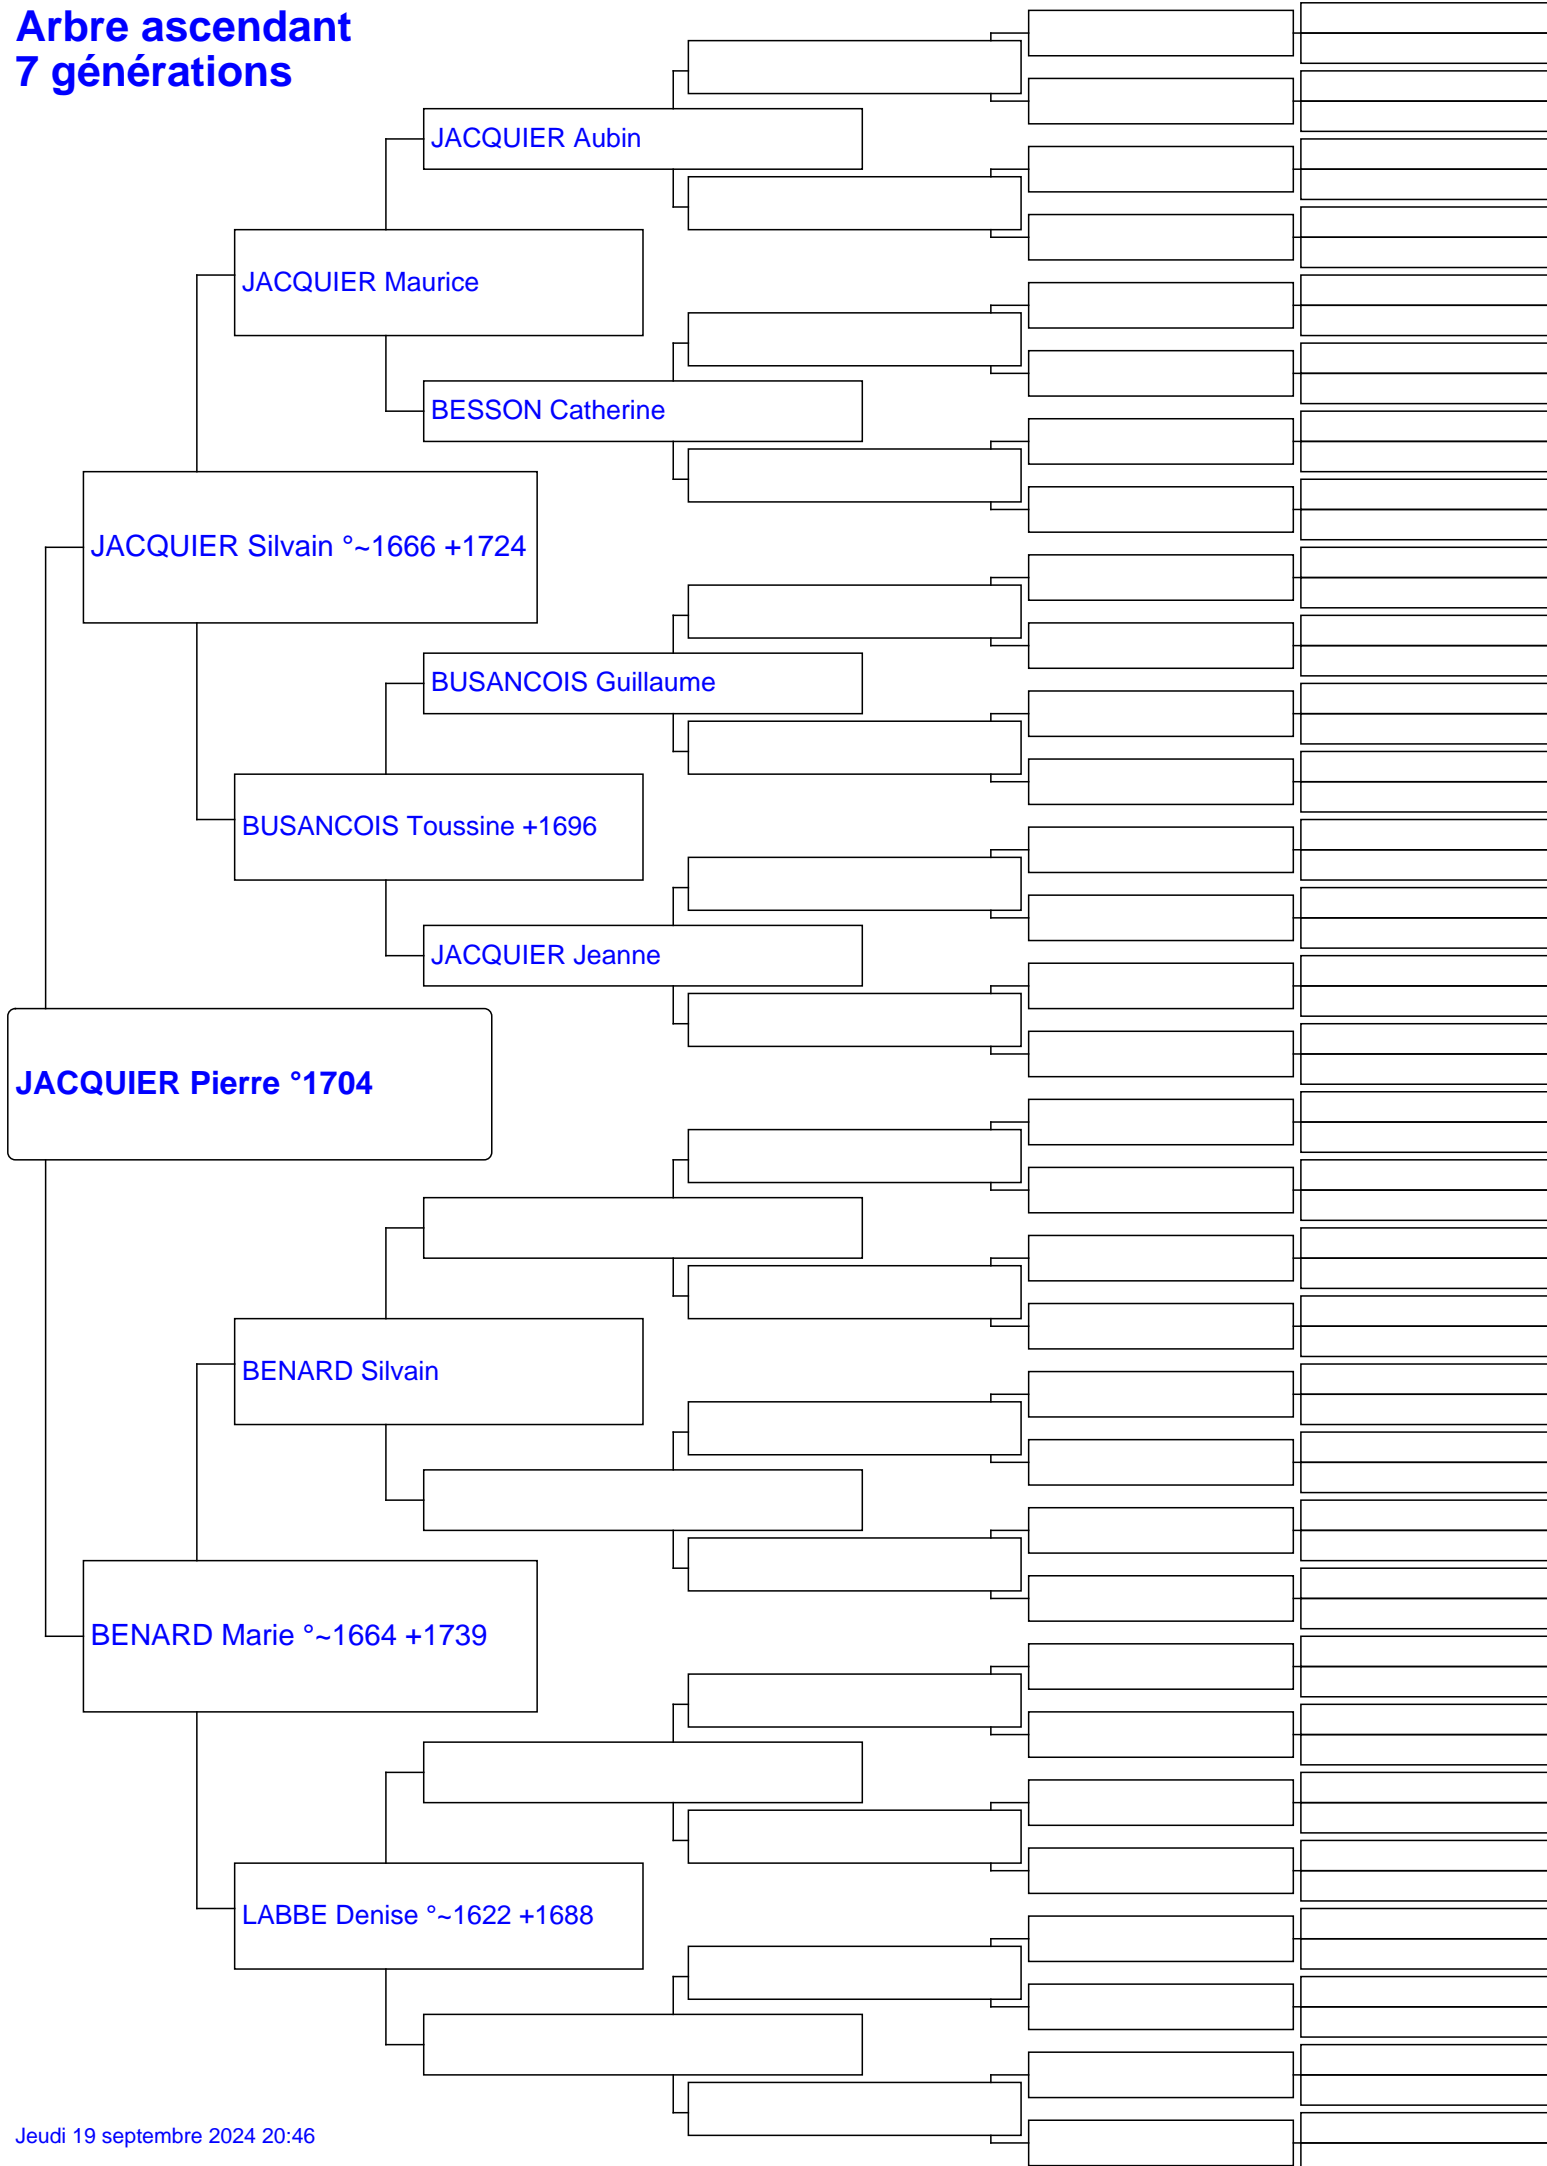 Arbre ascendant
7 générations
JACQUIER Aubin
JACQUIER Maurice
BESSON Catherine
JACQUIER Silvain °~1666 +1724
BUSANCOIS Guillaume
BUSANCOIS Toussine +1696
JACQUIER Jeanne
JACQUIER Pierre °1704
BENARD Silvain
BENARD Marie °~1664 +1739
LABBE Denise °~1622 +1688
Jeudi 19 septembre 2024 20:46